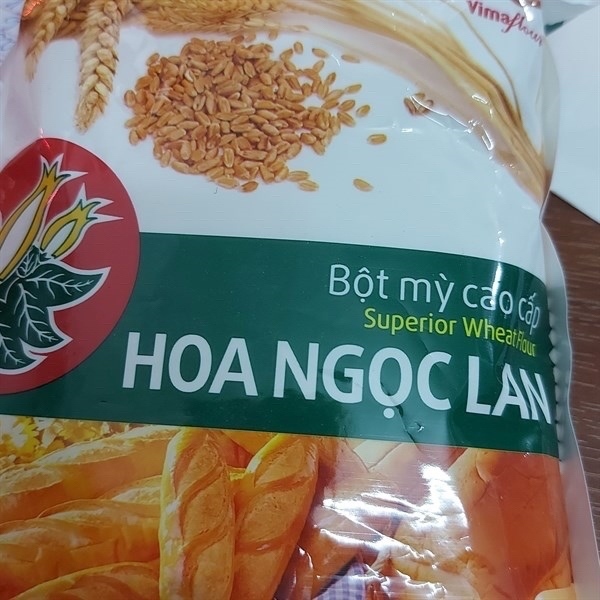 Vimaflour
Bột mỳ cao cấp
Superior Wheat Flour
HOA NGỌC LAN